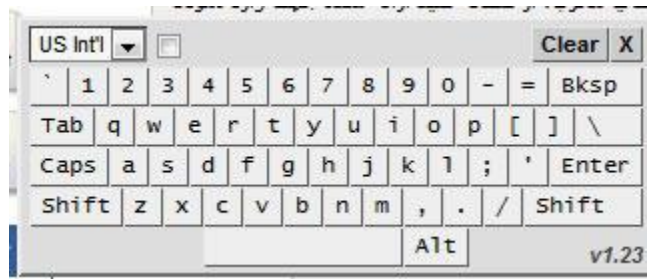 US Int'l Clear X
` 1 2 3 4 5 6 7 8 9 0 - = Bksp
Tab q w e r t y u i o p [ ] \
Caps a s d f g h j k l ; ' Enter
Shift z x c v b n m , . / Shift
Alt
v1.23